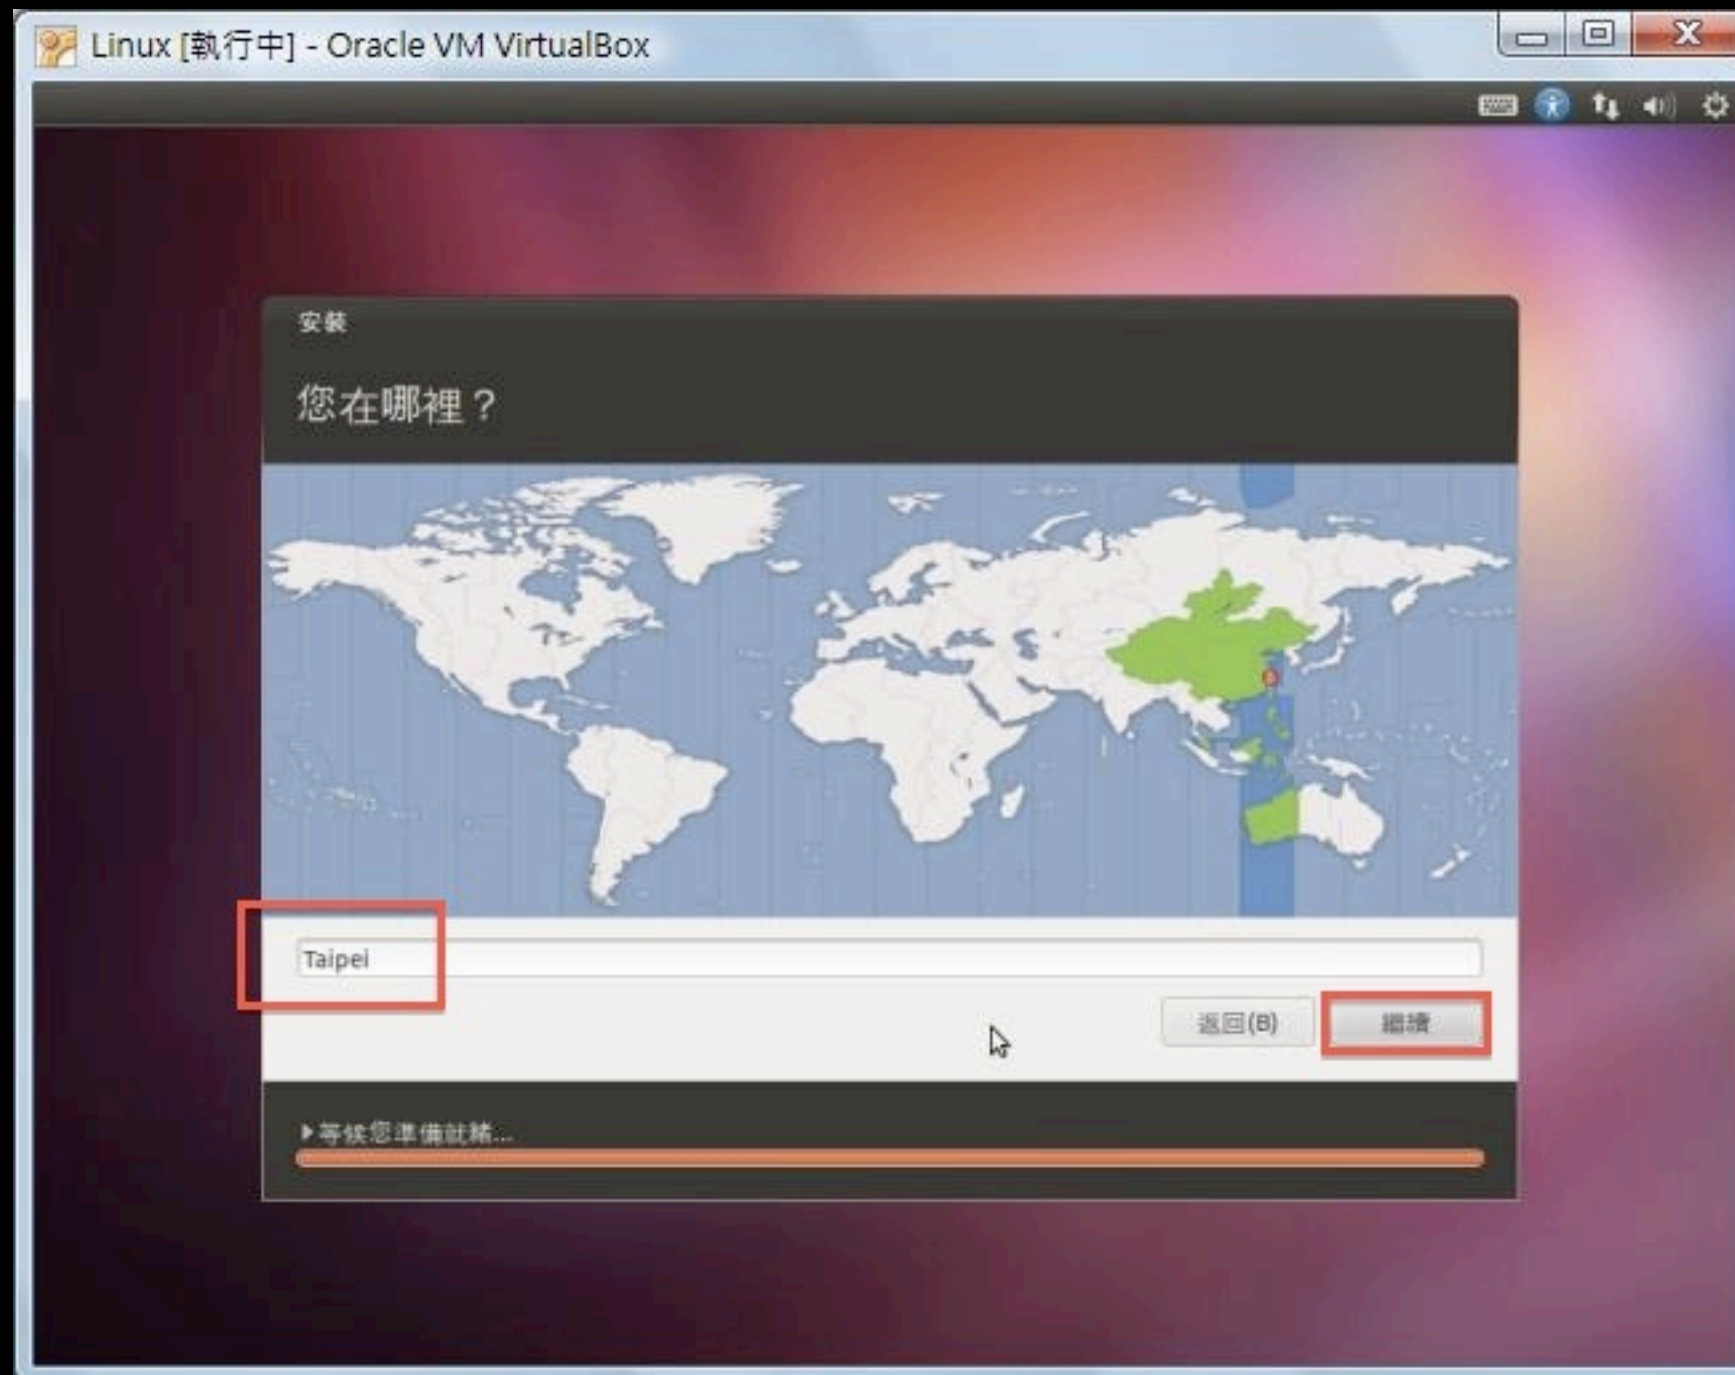 Linux [執行中] - Oracle VM VirtualBox
安裝
您在哪裡？
Taipei
返回(B)
繼續
等候您準備就緒...